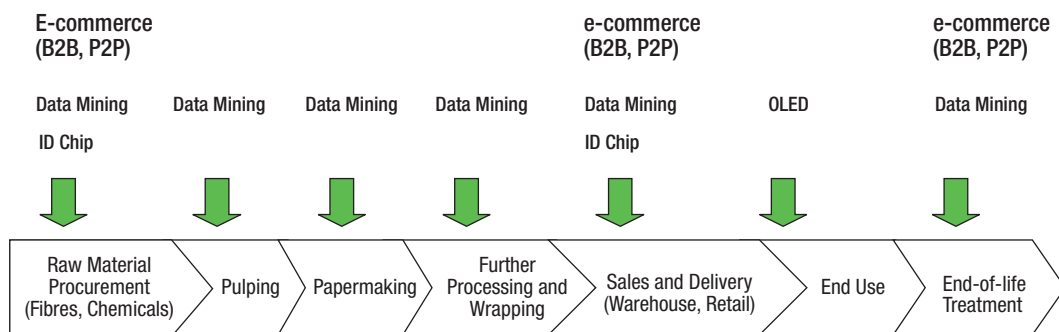 E-commerce
(B2B, P2P)
e-commerce
(B2B, P2P)
e-commerce
(B2B, P2P)
Data Mining
Data Mining
Data Mining
Data Mining
Data Mining
OLED
Data Mining
ID Chip
ID Chip
Raw Material
Procurement
(Fibres, Chemicals)
Pulping
Papermaking
Further
Processing and
Wrapping
Sales and Delivery
(Warehouse, Retail)
End Use
End-of-life
Treatment